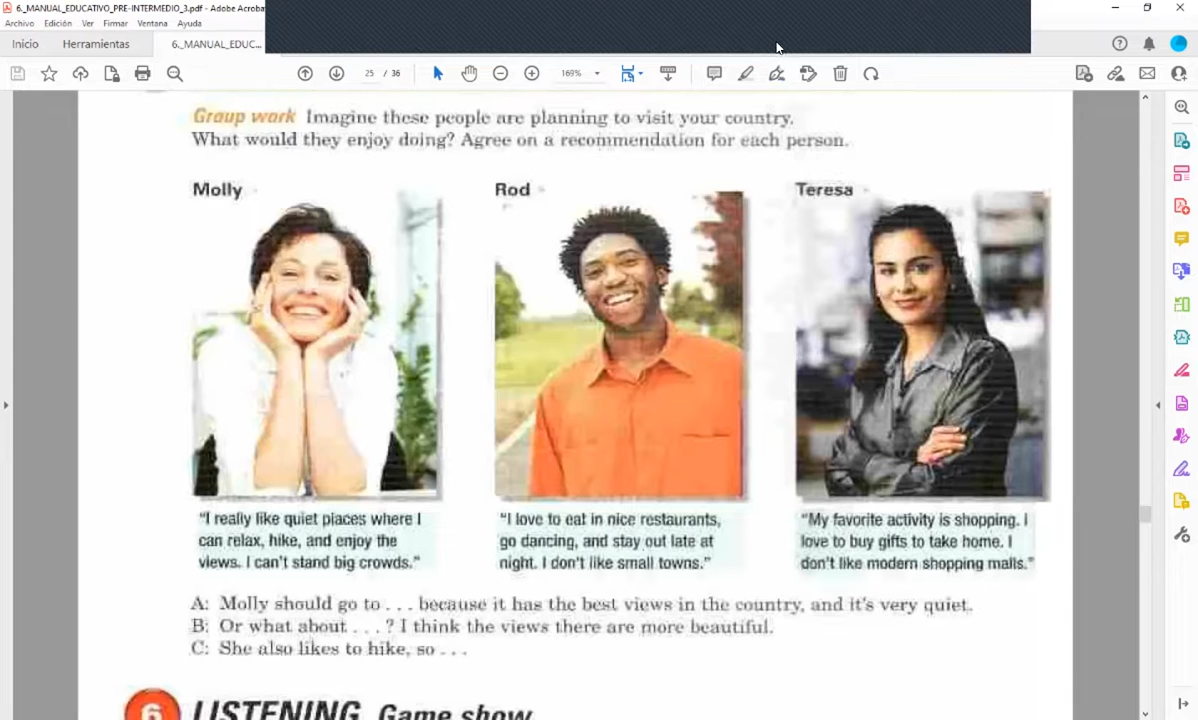 6._MANUAL_EDUCATIVO_PRE-INTERMEDIO_3.pdf - Adobe Acroba
Archivo Edición Ver Firmar Ventana Ayuda
Inicio Herramientas 6._MANUAL_EDUC...
25 / 36 169%
Group work Imagine these people are planning to visit your country.
What would they enjoy doing? Agree on a recommendation for each person.
Molly Rod Teresa
"I really like quiet places where I
can relax, hike, and enjoy the
views. I can't stand big crowds."
"I love to eat in nice restaurants,
go dancing, and stay out late at
night. I don't like small towns."
"My favorite activity is shopping. I
love to buy gifts to take home. I
don't like modern shopping malls."
A: Molly should go to . . . because it has the best views in the country, and it's very quiet.
B: Or what about . . . ? I think the views there are more beautiful.
C: She also likes to hike, so . . .
6 LISTENING Game show